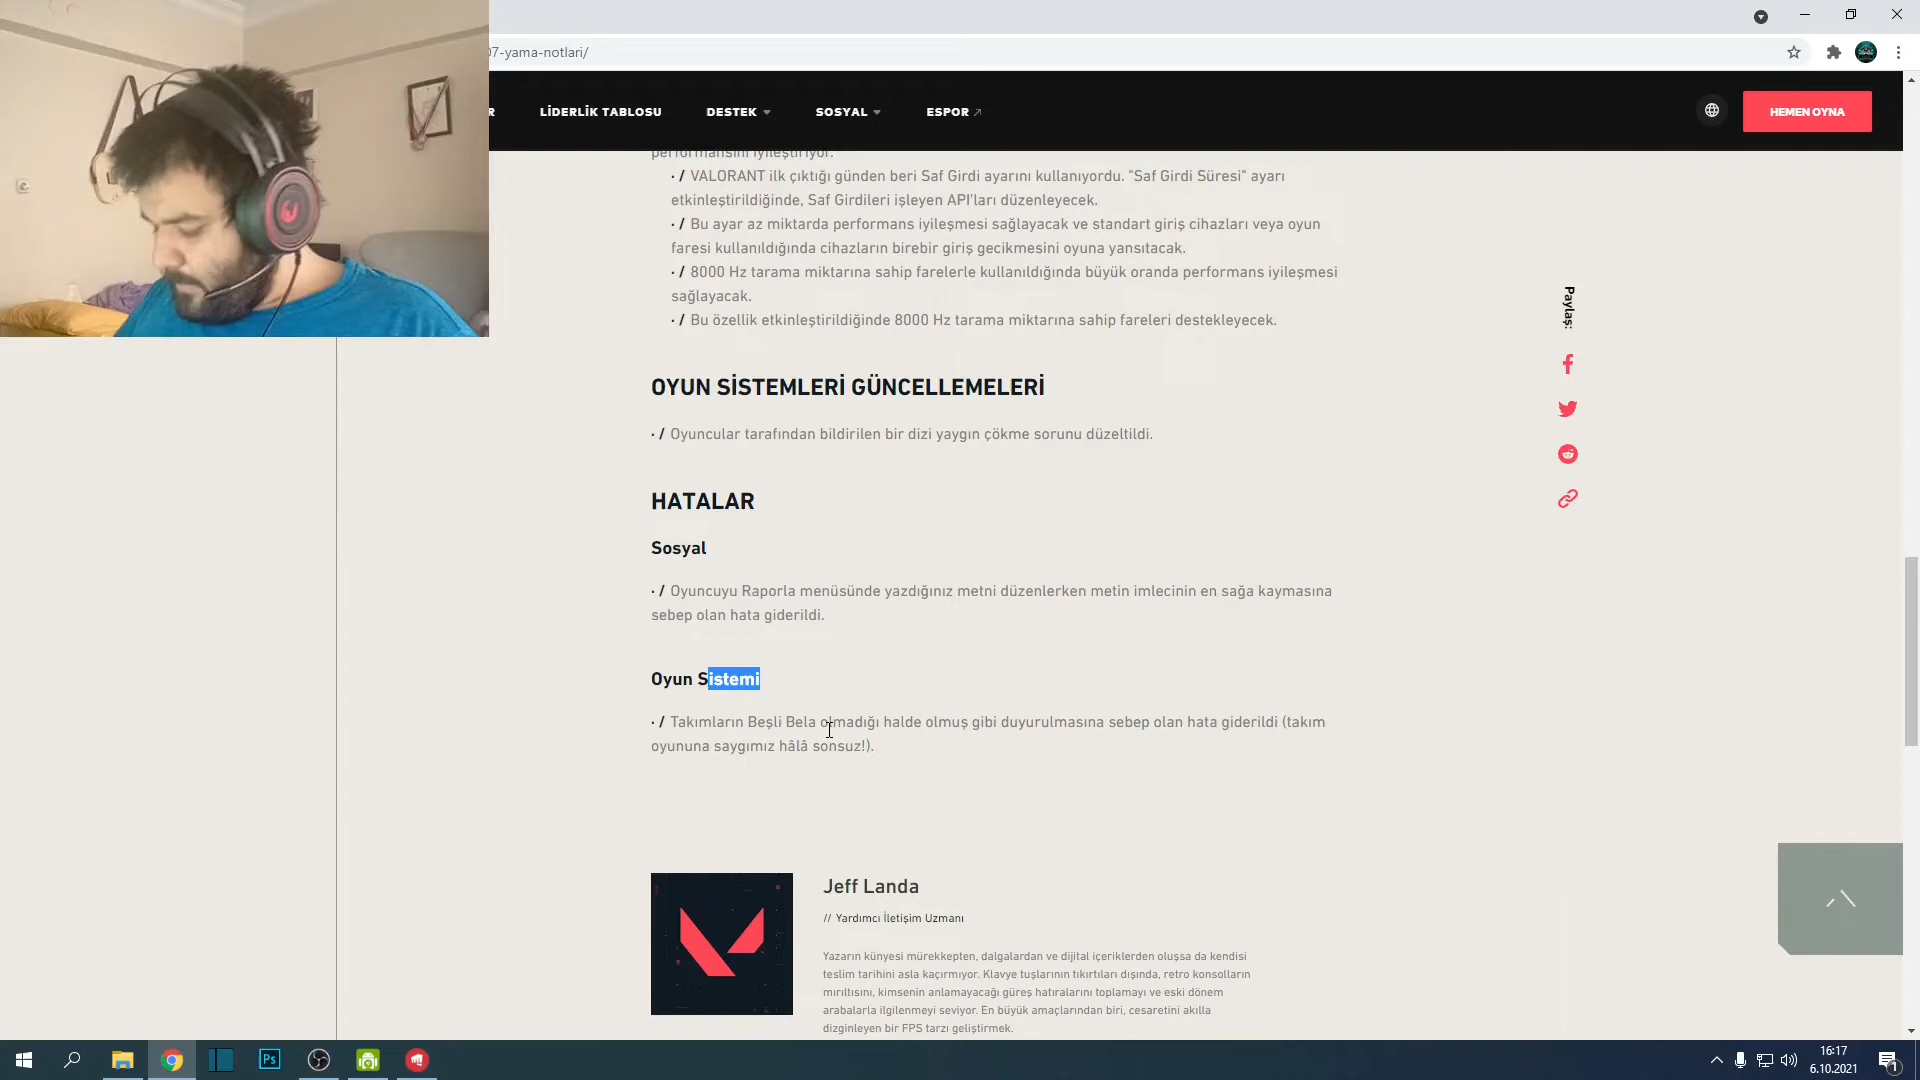 07-yama-notlari/
R LİDERLİK TABLOSU DESTEK SOSYAL ESPOR HEMEN OYNA
performansını iyileştiriyor.
· / VALORANT ilk çıktığı günden beri Saf Girdi ayarını kullanıyordu. "Saf Girdi Süresi" ayarı
etkinleştirildiğinde, Saf Girdileri işleyen API'ları düzenleyecek.
· / Bu ayar az miktarda performans iyileşmesi sağlayacak ve standart giriş cihazları veya oyun
faresi kullanıldığında cihazların birebir giriş gecikmesini oyuna yansıtacak.
· / 8000 Hz tarama miktarına sahip farelerle kullanıldığında büyük oranda performans iyileşmesi
sağlayacak.
· / Bu özellik etkinleştirildiğinde 8000 Hz tarama miktarına sahip fareleri destekleyecek.
Paylaş:
OYUN SİSTEMLERİ GÜNCELLEMELERİ
· / Oyuncular tarafından bildirilen bir dizi yaygın çökme sorunu düzeltildi.
HATALAR
Sosyal
· / Oyuncuyu Raporla menüsünde yazdığınız metni düzenlerken metin imlecinin en sağa kaymasına
sebep olan hata giderildi.
Oyun Sistemi
· / Takımların Beşli Bela olmadığı halde olmuş gibi duyurulmasına sebep olan hata giderildi (takım
oyununa saygımız hâlâ sonsuz!).
Jeff Landa
// Yardımcı İletişim Uzmanı
Yazarın künyesi mürekkepten, dalgalardan ve dijital içeriklerden oluşsa da kendisi
teslim tarihini asla kaçırmıyor. Klavye tuşlarının tıkırtıları dışında, retro konsolların
mırıltısını, kimsenin anlamayacağı güreş hatıralarını toplamayı ve eski dönem
arabalarla ilgilenmeyi seviyor. En büyük amaçlarından biri, cesaretini akılla
dizginleyen bir FPS tarzı geliştirmek.
Ps
16:17
6.10.2021
1